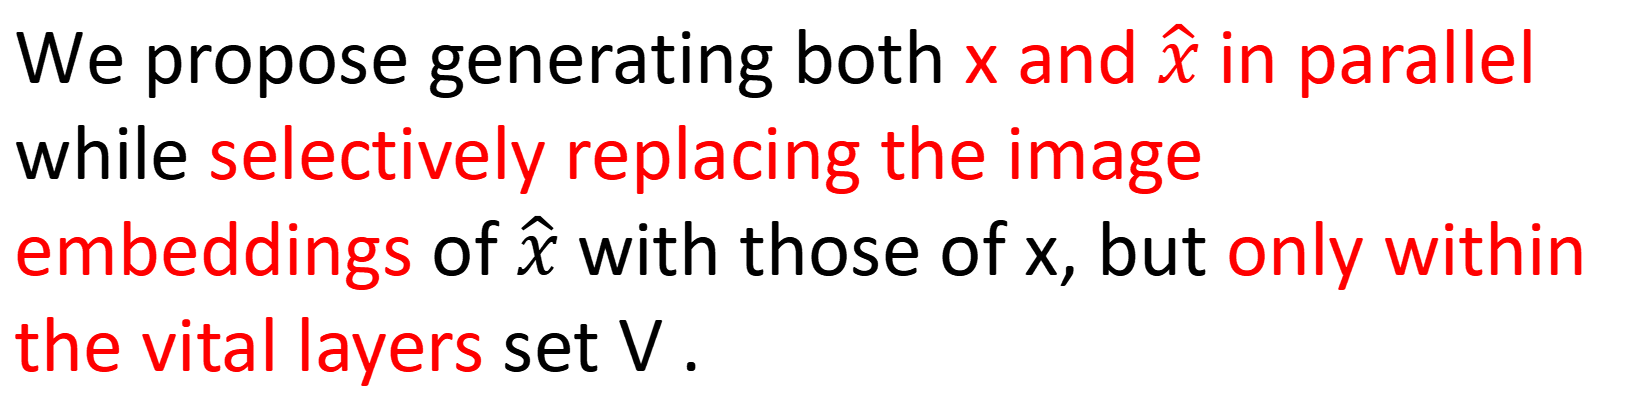 We propose generating both x and x̂ in parallel
while selectively replacing the image
embeddings of x̂ with those of x, but only within
the vital layers set V .